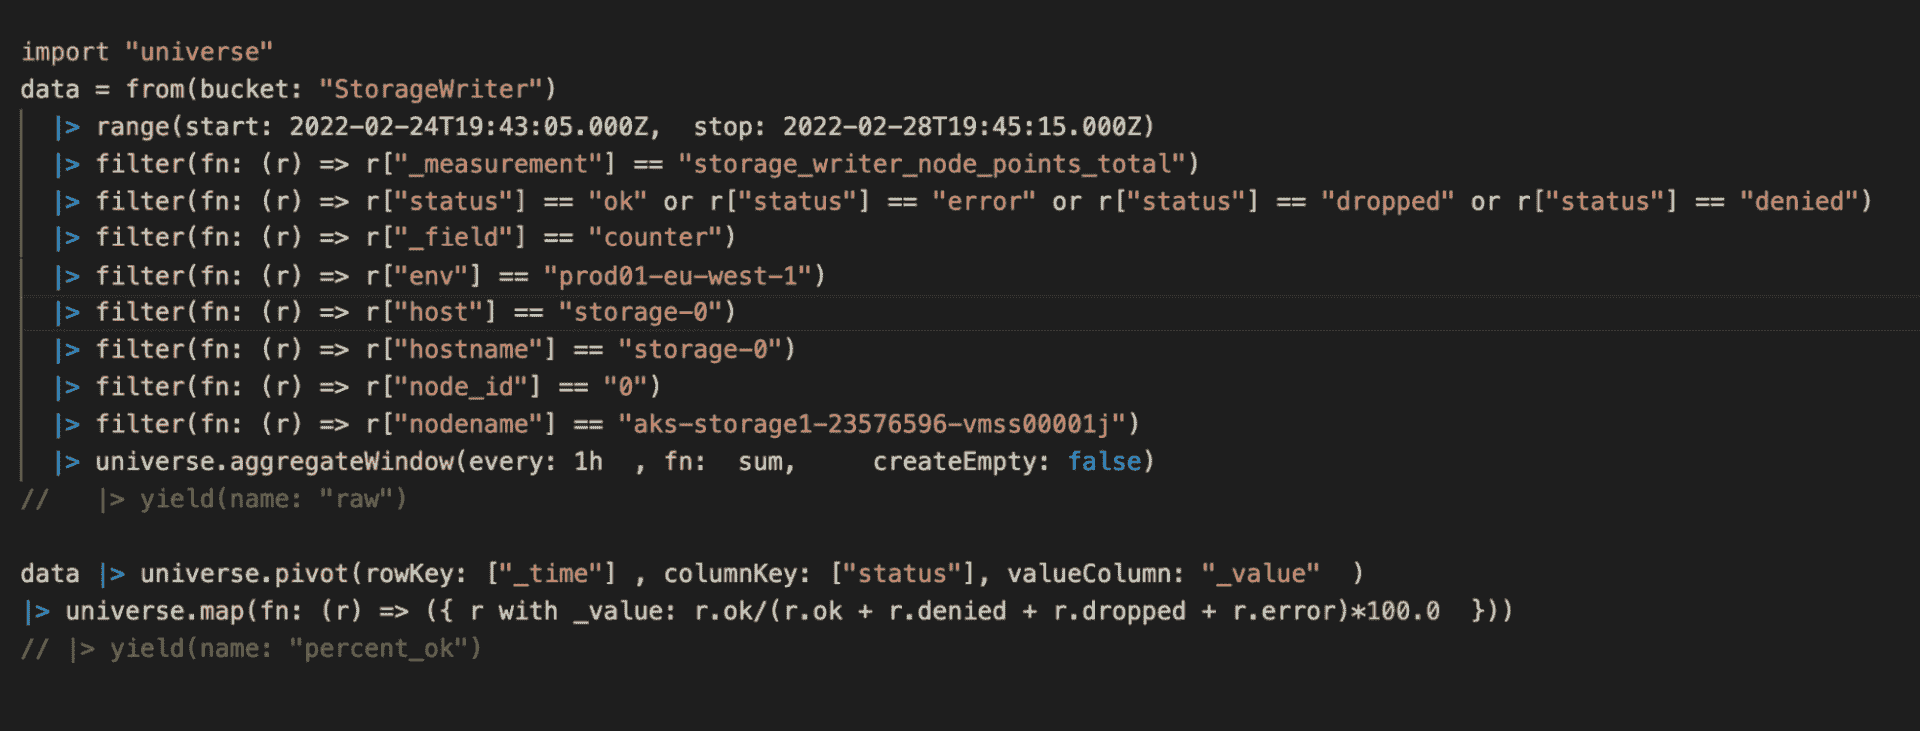 import "universe"
data = from(bucket: "StorageWriter")
|> range(start: 2022-02-24T19:43:05.000Z,  stop: 2022-02-28T19:45:15.000Z)
|> filter(fn: (r) => r["_measurement"] == "storage_writer_node_points_total")
|> filter(fn: (r) => r["status"] == "ok" or r["status"] == "error" or r["status"] == "dropped" or r["status"] == "denied")
|> filter(fn: (r) => r["_field"] == "counter")
|> filter(fn: (r) => r["env"] == "prod01-eu-west-1")
|> filter(fn: (r) => r["host"] == "storage-0")
|> filter(fn: (r) => r["hostname"] == "storage-0")
|> filter(fn: (r) => r["node_id"] == "0")
|> filter(fn: (r) => r["nodename"] == "aks-storage1-23576596-vmss00001j")
|> universe.aggregateWindow(every: 1h  , fn:  sum,     createEmpty: false)
//   |> yield(name: "raw")
data |> universe.pivot(rowKey: ["_time"] , columnKey: ["status"], valueColumn: "_value"  )
|> universe.map(fn: (r) => ({ r with _value: r.ok/(r.ok + r.denied + r.dropped + r.error)*100.0  }))
// |> yield(name: "percent_ok")